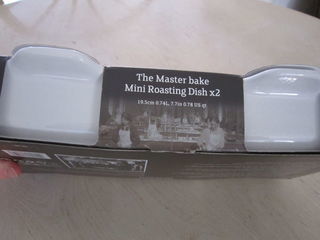 The Master bake
Mini Roasting Dish x2
19.5cm 0.74L, 7.7in 0.78 US qt